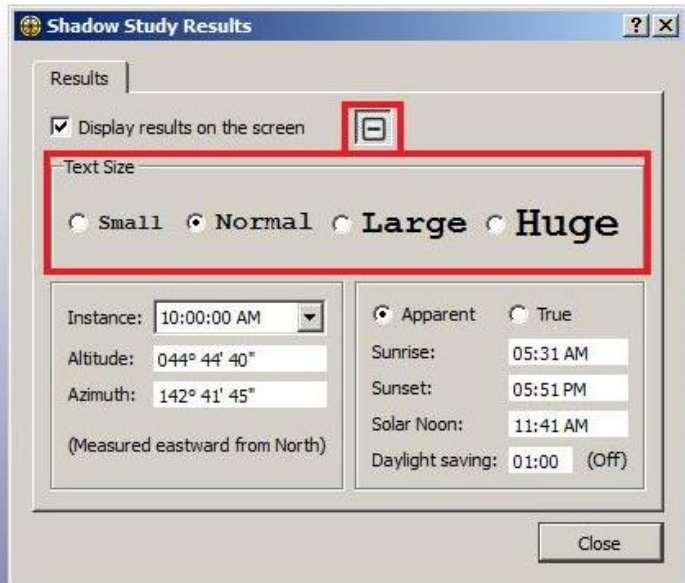 Shadow Study Results
Results
Display results on the screen
Text Size
Small Normal Large Huge
Instance: 10:00:00 AM
Altitude: 044° 44' 40"
Azimuth: 142° 41' 45"
(Measured eastward from North)
Apparent True
Sunrise: 05:31 AM
Sunset: 05:51 PM
Solar Noon: 11:41 AM
Daylight saving: 01:00 (Off)
Close